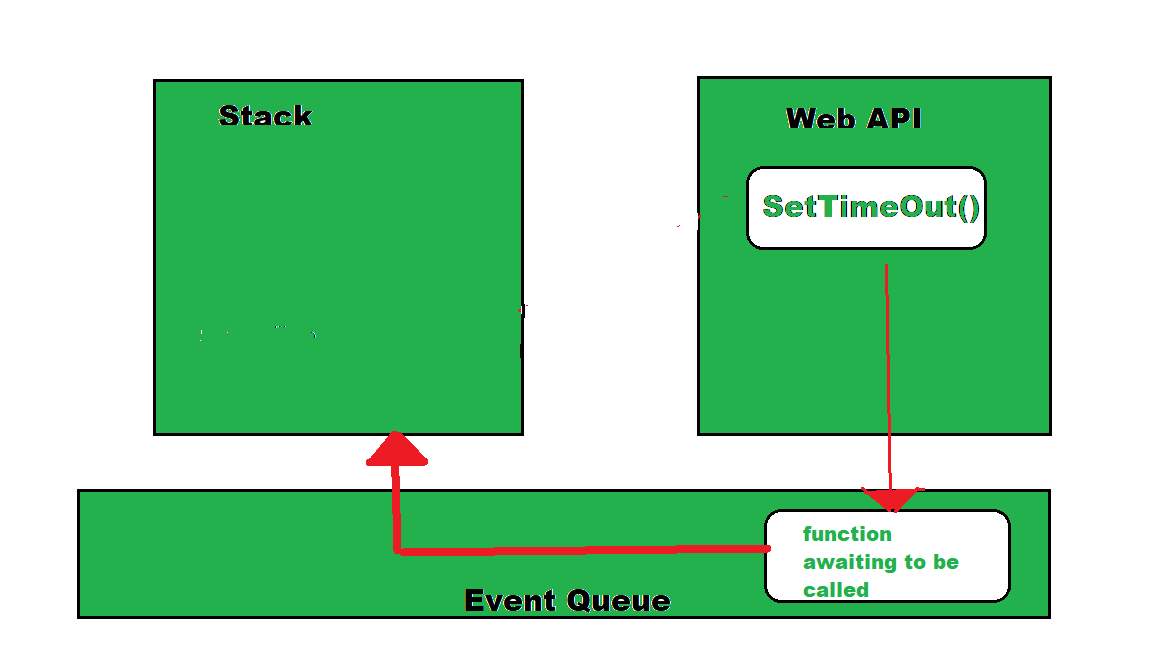 Stack
Web API
SetTimeOut()
function
awaiting to be
called
Event Queue